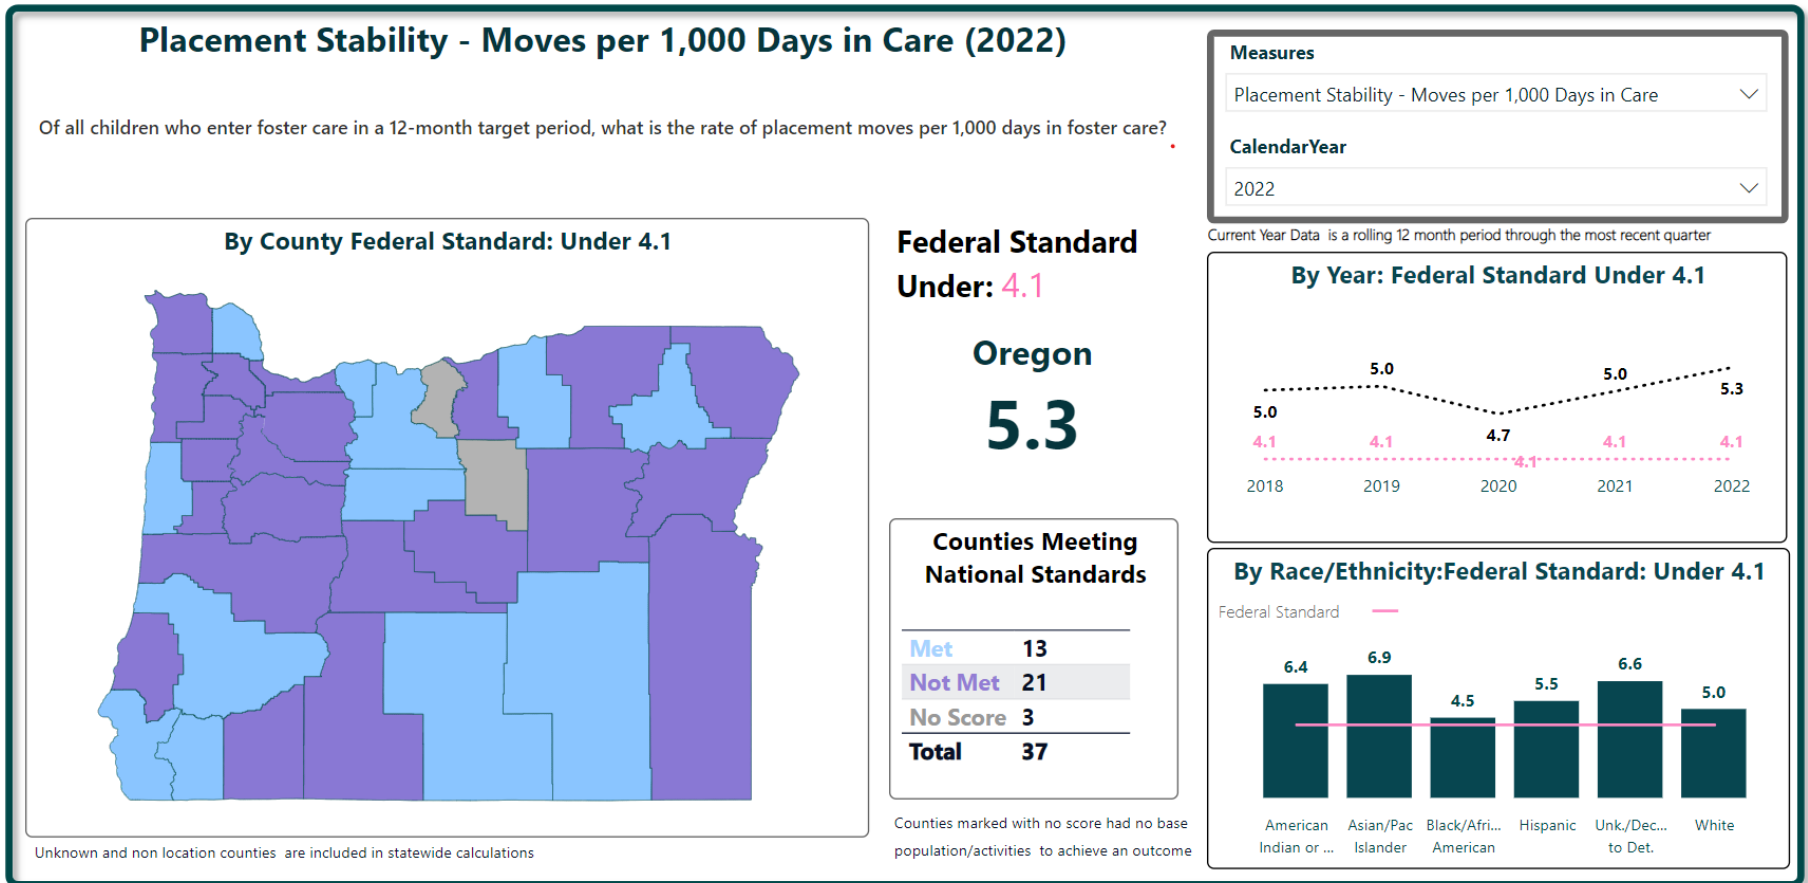 Placement Stability - Moves per 1,000 Days in Care (2022)
Of all children who enter foster care in a 12-month target period, what is the rate of placement moves per 1,000 days in foster care?
Measures
Placement Stability - Moves per 1,000 Days in Care
CalendarYear
2022
Current Year Data is a rolling 12 month period through the most recent quarter
By County Federal Standard: Under 4.1
Unknown and non location counties are included in statewide calculations
Federal Standard
Under: 4.1
Oregon
5.3
Counties Meeting
National Standards
Met 13
Not Met 21
No Score 3
Total 37
Counties marked with no score had no base
population/activities to achieve an outcome
By Year: Federal Standard Under 4.1
5.0 5.0 4.7 5.0 5.3
4.1 4.1 4.1 4.1 4.1
2018 2019 2020 2021 2022
By Race/Ethnicity:Federal Standard: Under 4.1
Federal Standard
6.4 6.9 4.5 5.5 6.6 5.0
American Asian/Pac Black/Afri... Hispanic Unk./Dec... White
Indian or ... Islander American to Det.